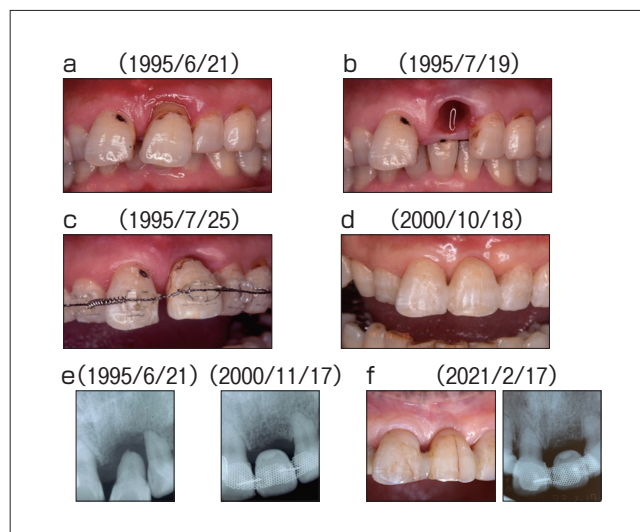 a (1995/6/21)
b (1995/7/19)
c (1995/7/25)
d (2000/10/18)
e(1995/6/21) (2000/11/17) f (2021/2/17)